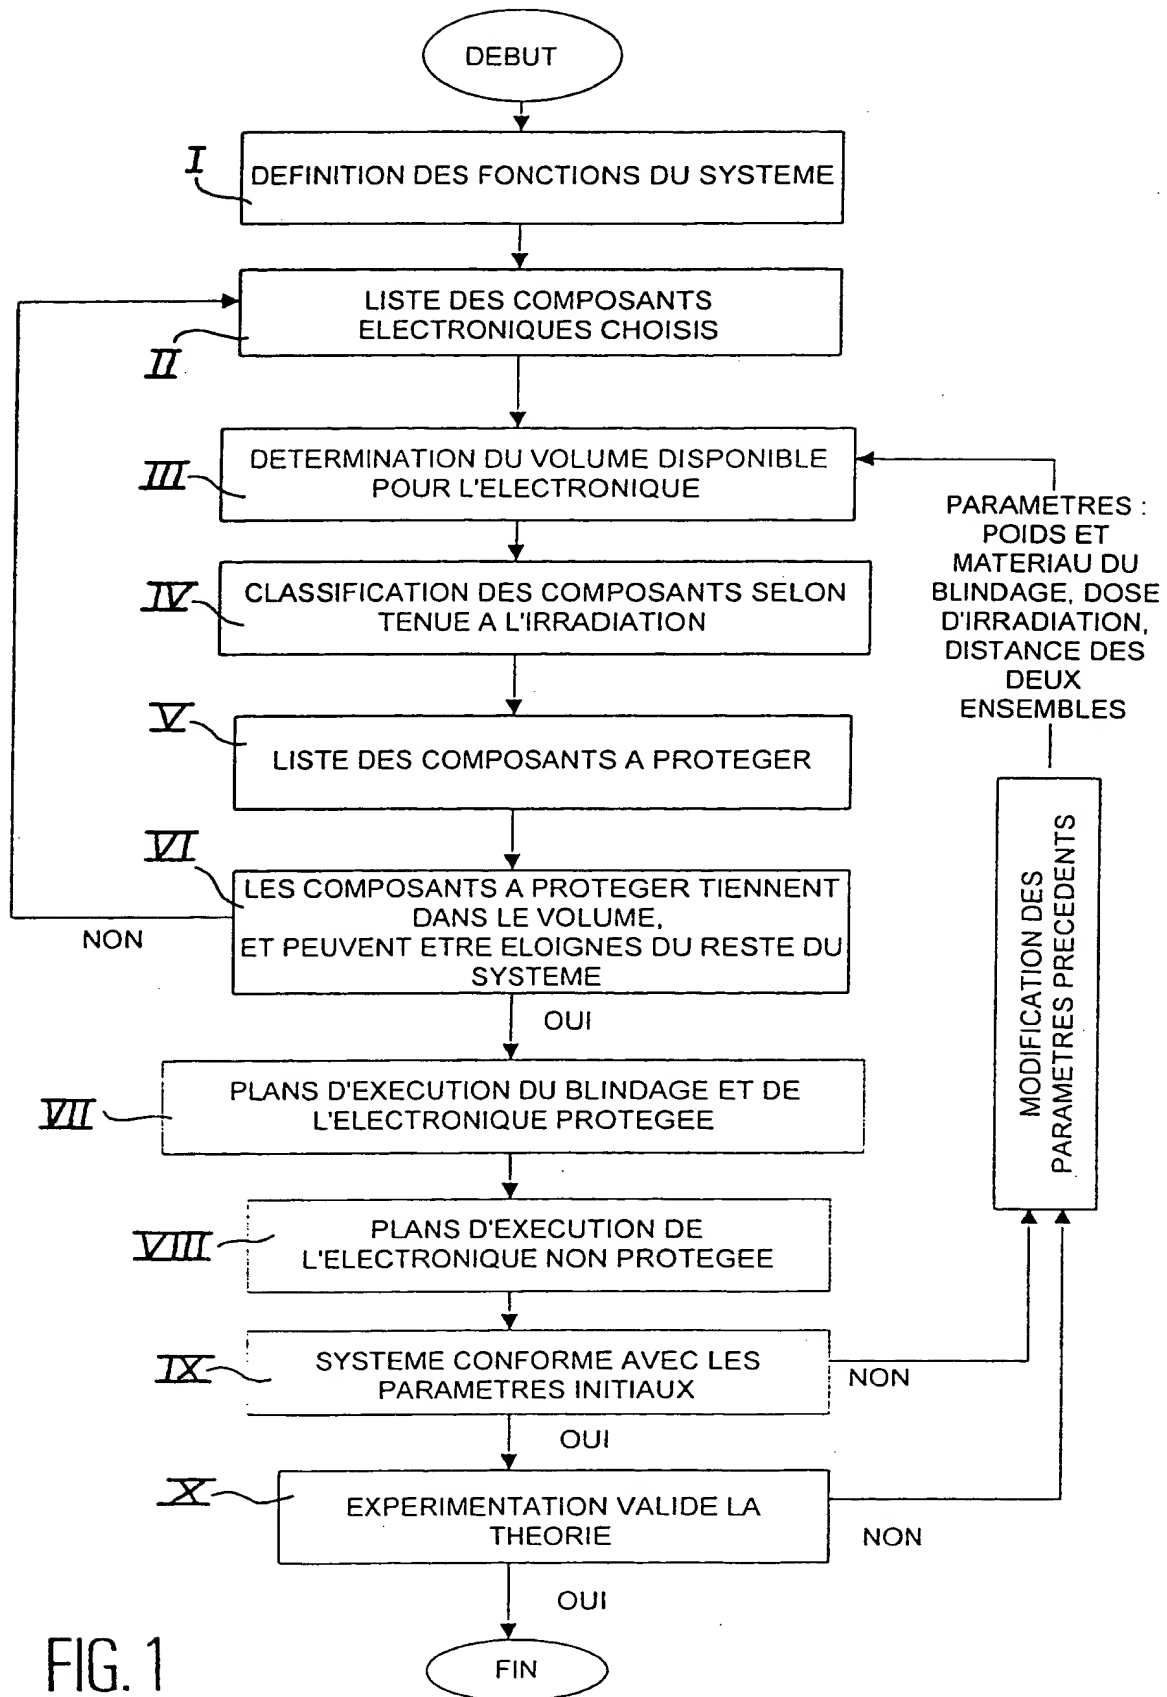 DEBUT
I
DEFINITION DES FONCTIONS DU SYSTEME
LISTE DES COMPOSANTS
ELECTRONIQUES CHOISIS
II
DETERMINATION DU VOLUME DISPONIBLE
POUR L'ELECTRONIQUE
III
PARAMETRES :
POIDS ET
MATERIAU DU
BLINDAGE, DOSE
D'IRRADIATION,
DISTANCE DES
DEUX
ENSEMBLES
IV
CLASSIFICATION DES COMPOSANTS SELON
TENUE A L'IRRADIATION
V
LISTE DES COMPOSANTS A PROTEGER
VI
LES COMPOSANTS A PROTEGER TIENNENT
DANS LE VOLUME,
ET PEUVENT ETRE ELOIGNES DU RESTE DU
SYSTEME
NON
OUI
MODIFICATION DES
PARAMETRES PRECEDENTS
VII
PLANS D'EXECUTION DU BLINDAGE ET DE
L'ELECTRONIQUE PROTEGEE
VIII
PLANS D'EXECUTION DE
L'ELECTRONIQUE NON PROTEGEE
IX
SYSTEME CONFORME AVEC LES
PARAMETRES INITIAUX
NON
OUI
X
EXPERIMENTATION VALIDE LA
THEORIE
NON
OUI
FIN
FIG. 1